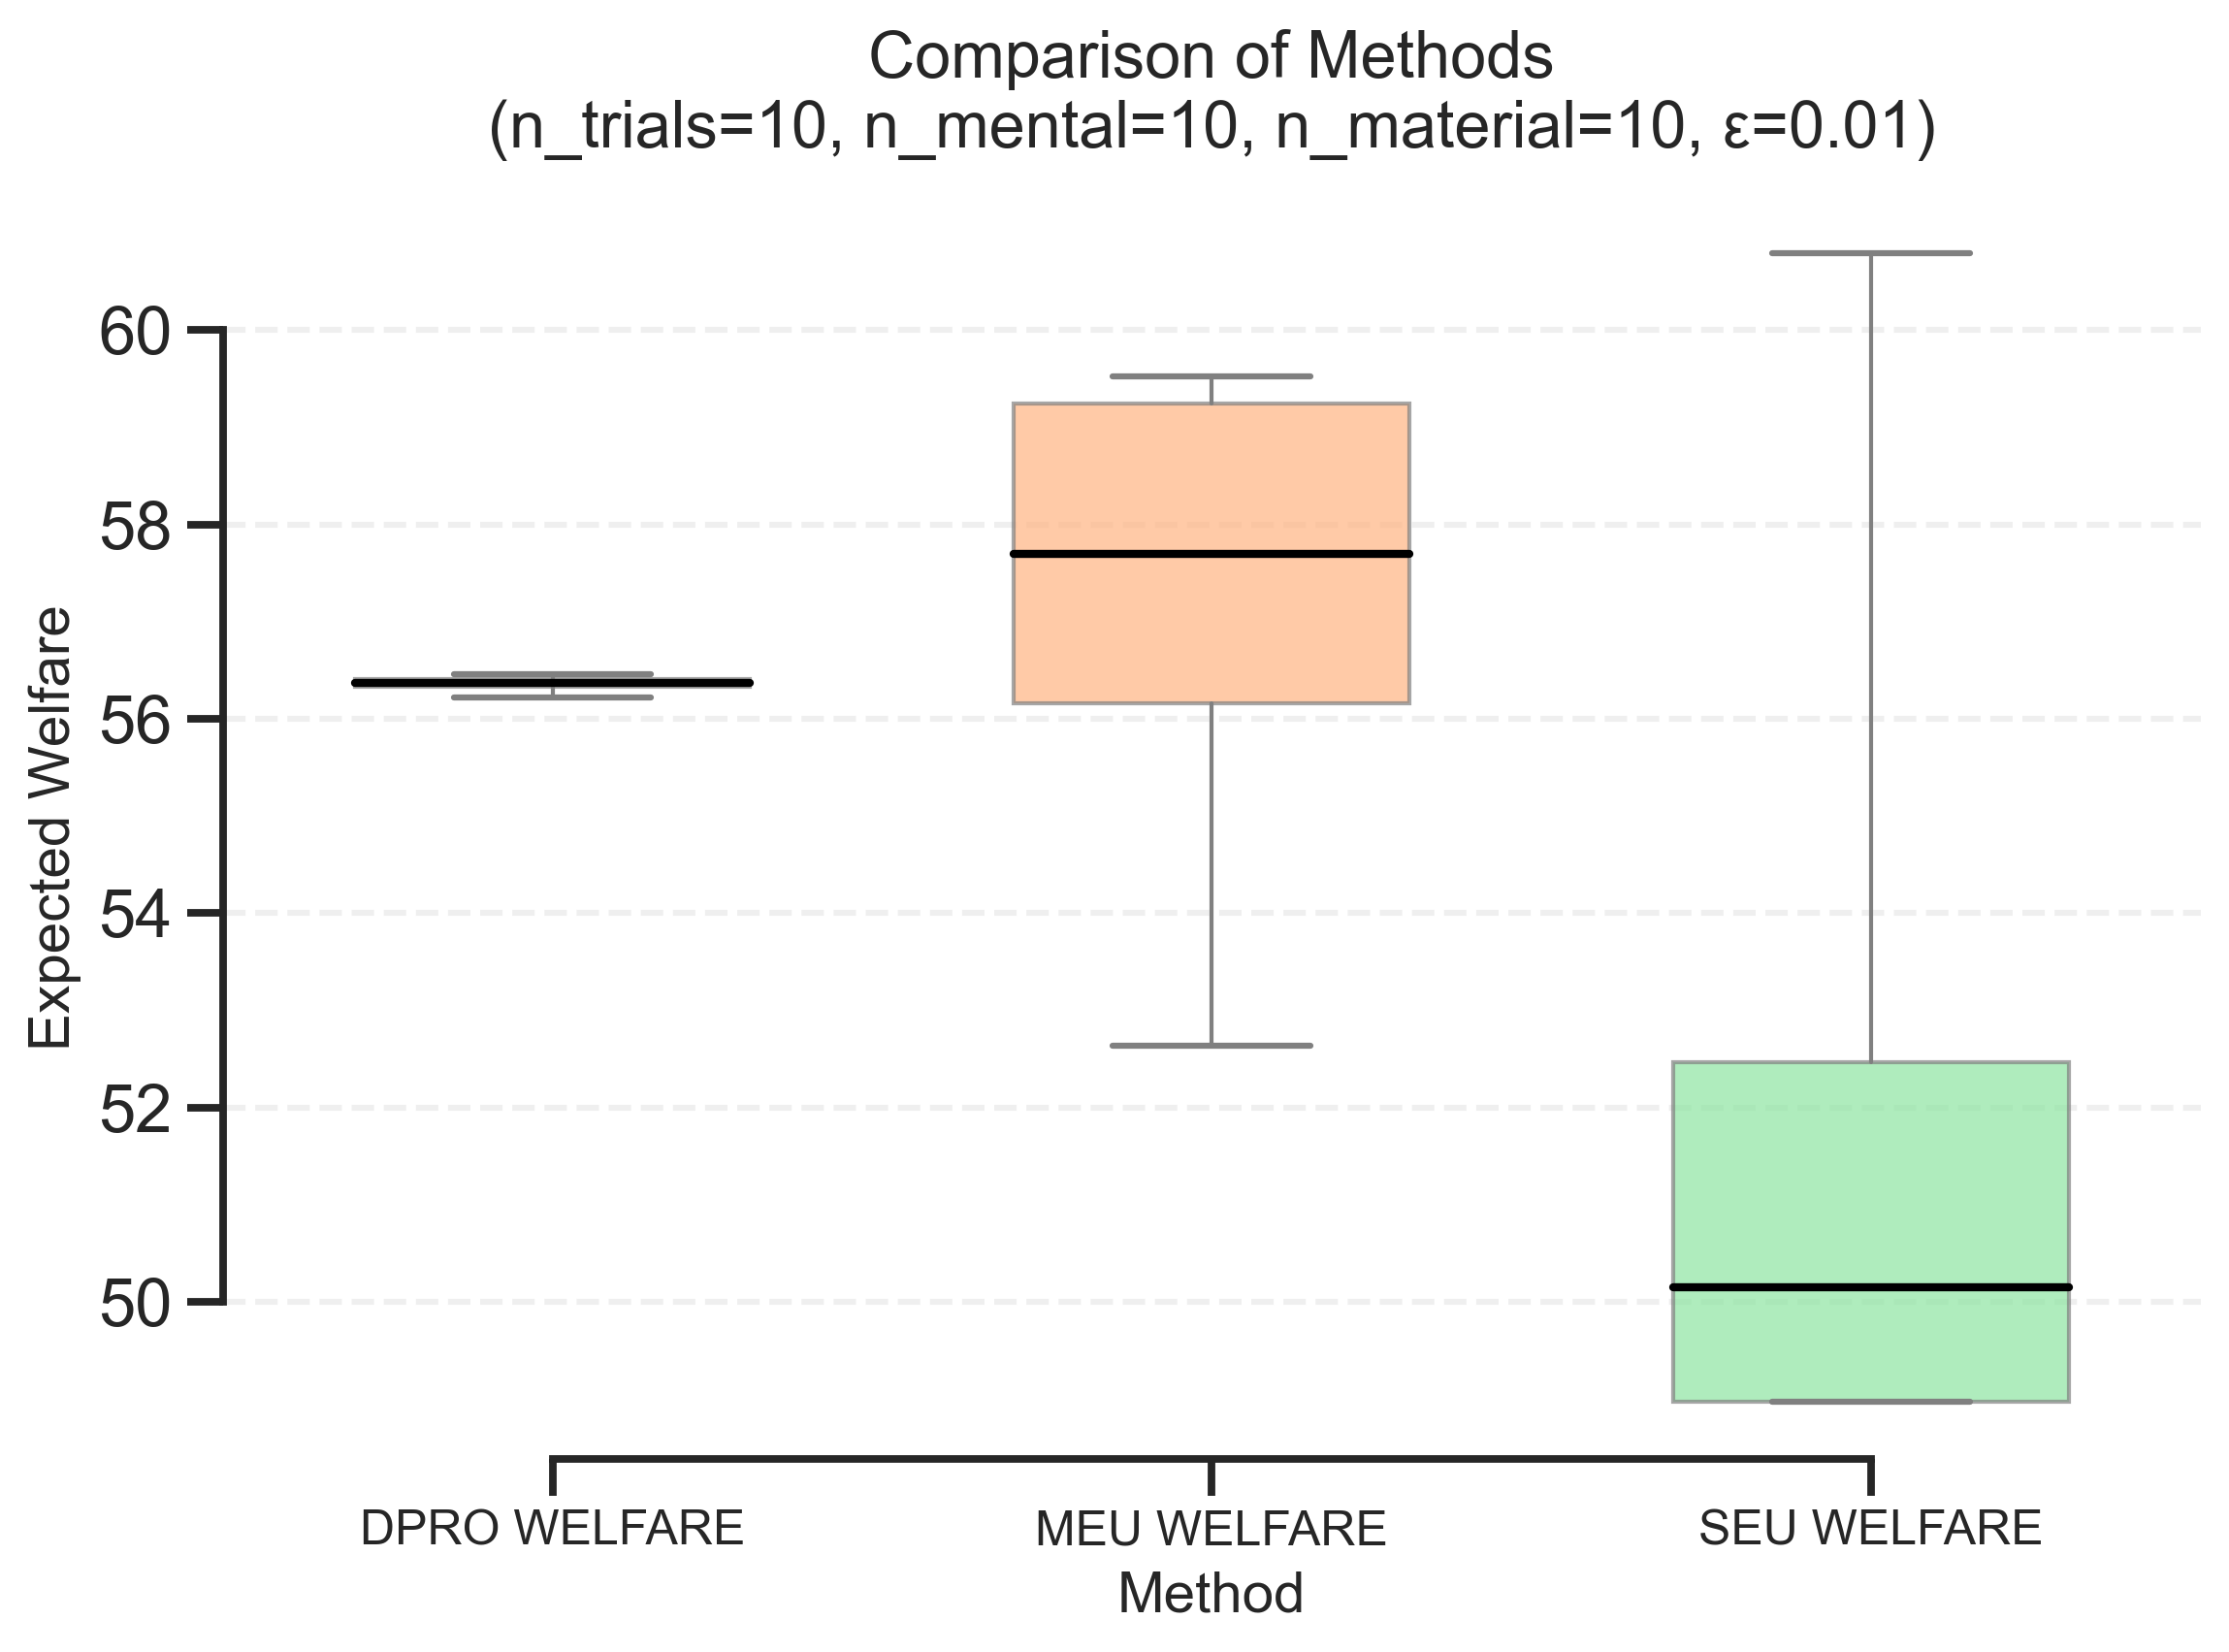 Comparison of Methods
(n_trials=10, n_mental=10, n_material=10, ε=0.01)
Expected Welfare
60
58
56
54
52
50
DPRO WELFARE
MEU WELFARE
SEU WELFARE
Method